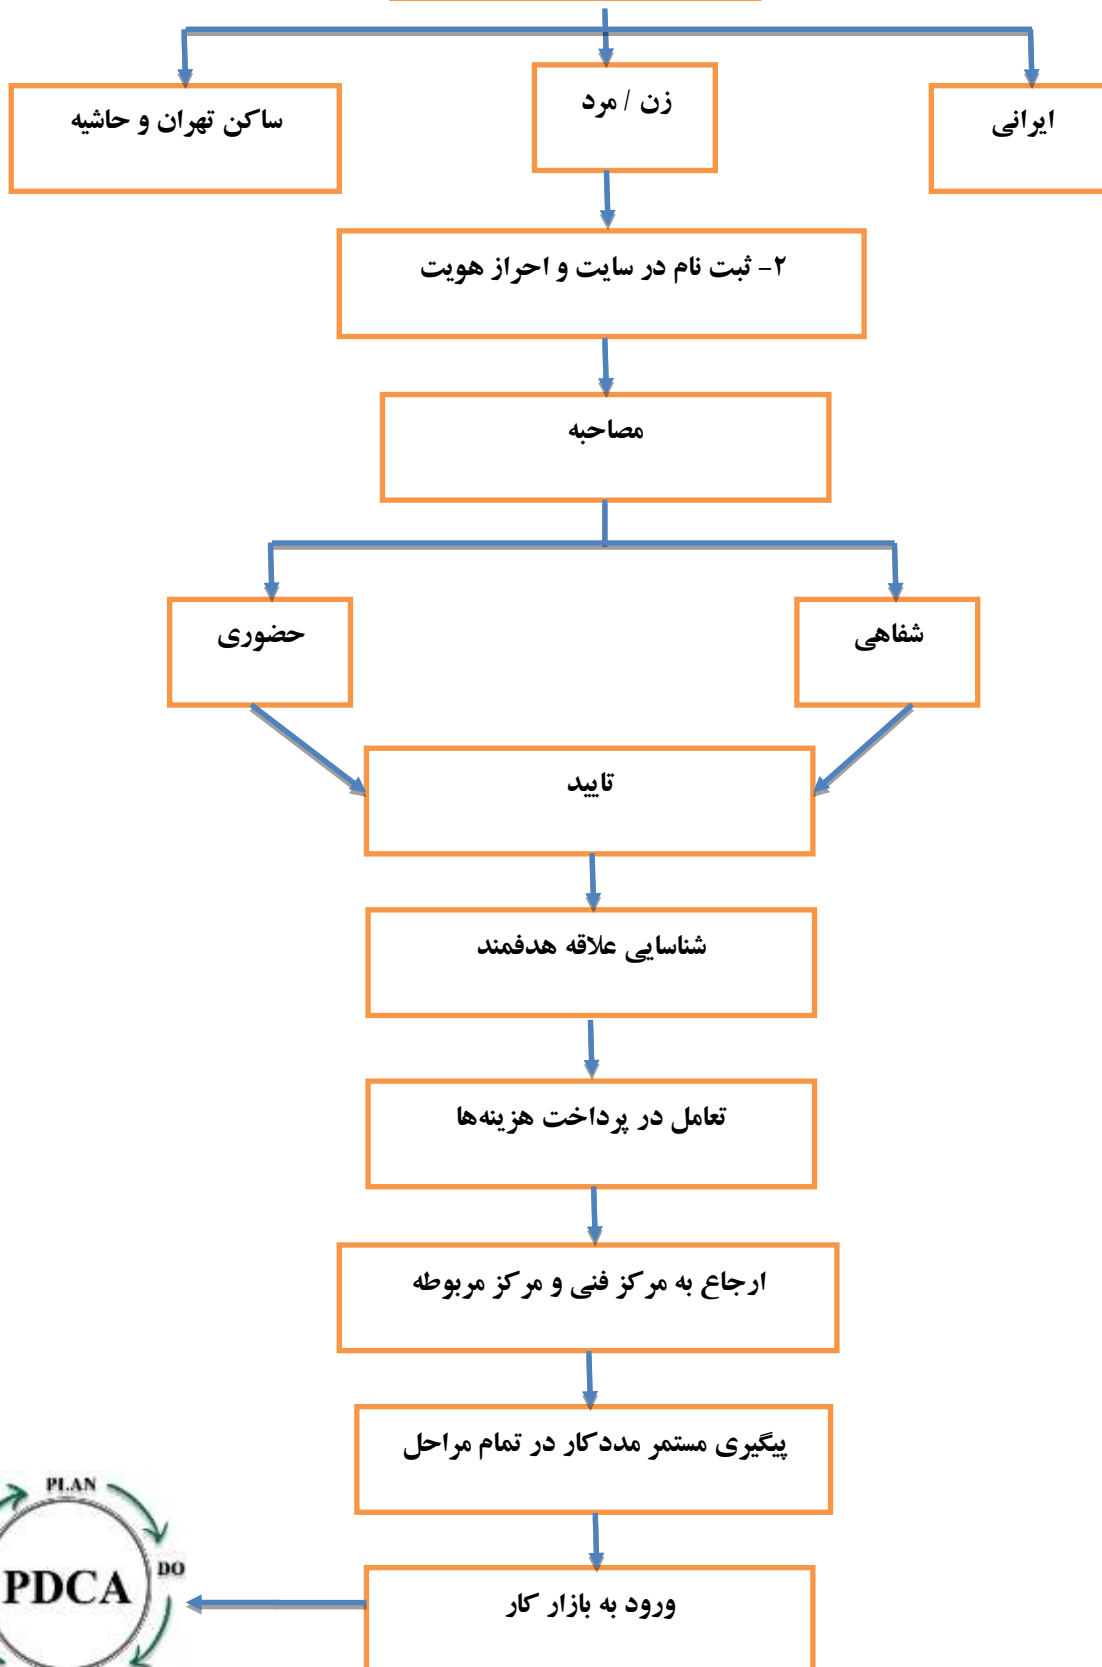 ایرانی
زن / مرد
ساکن تهران و حاشیه
۲- ثبت نام در سایت و احراز هویت
مصاحبه
شفاهی
حضوری
تایید
شناسایی علاقه هدفمند
تعامل در پرداخت هزینه‌ها
ارجاع به مرکز فنی و مرکز مربوطه
پیگیری مستمر مددکار در تمام مراحل
ورود به بازار کار
PLAN
DO
PDCA